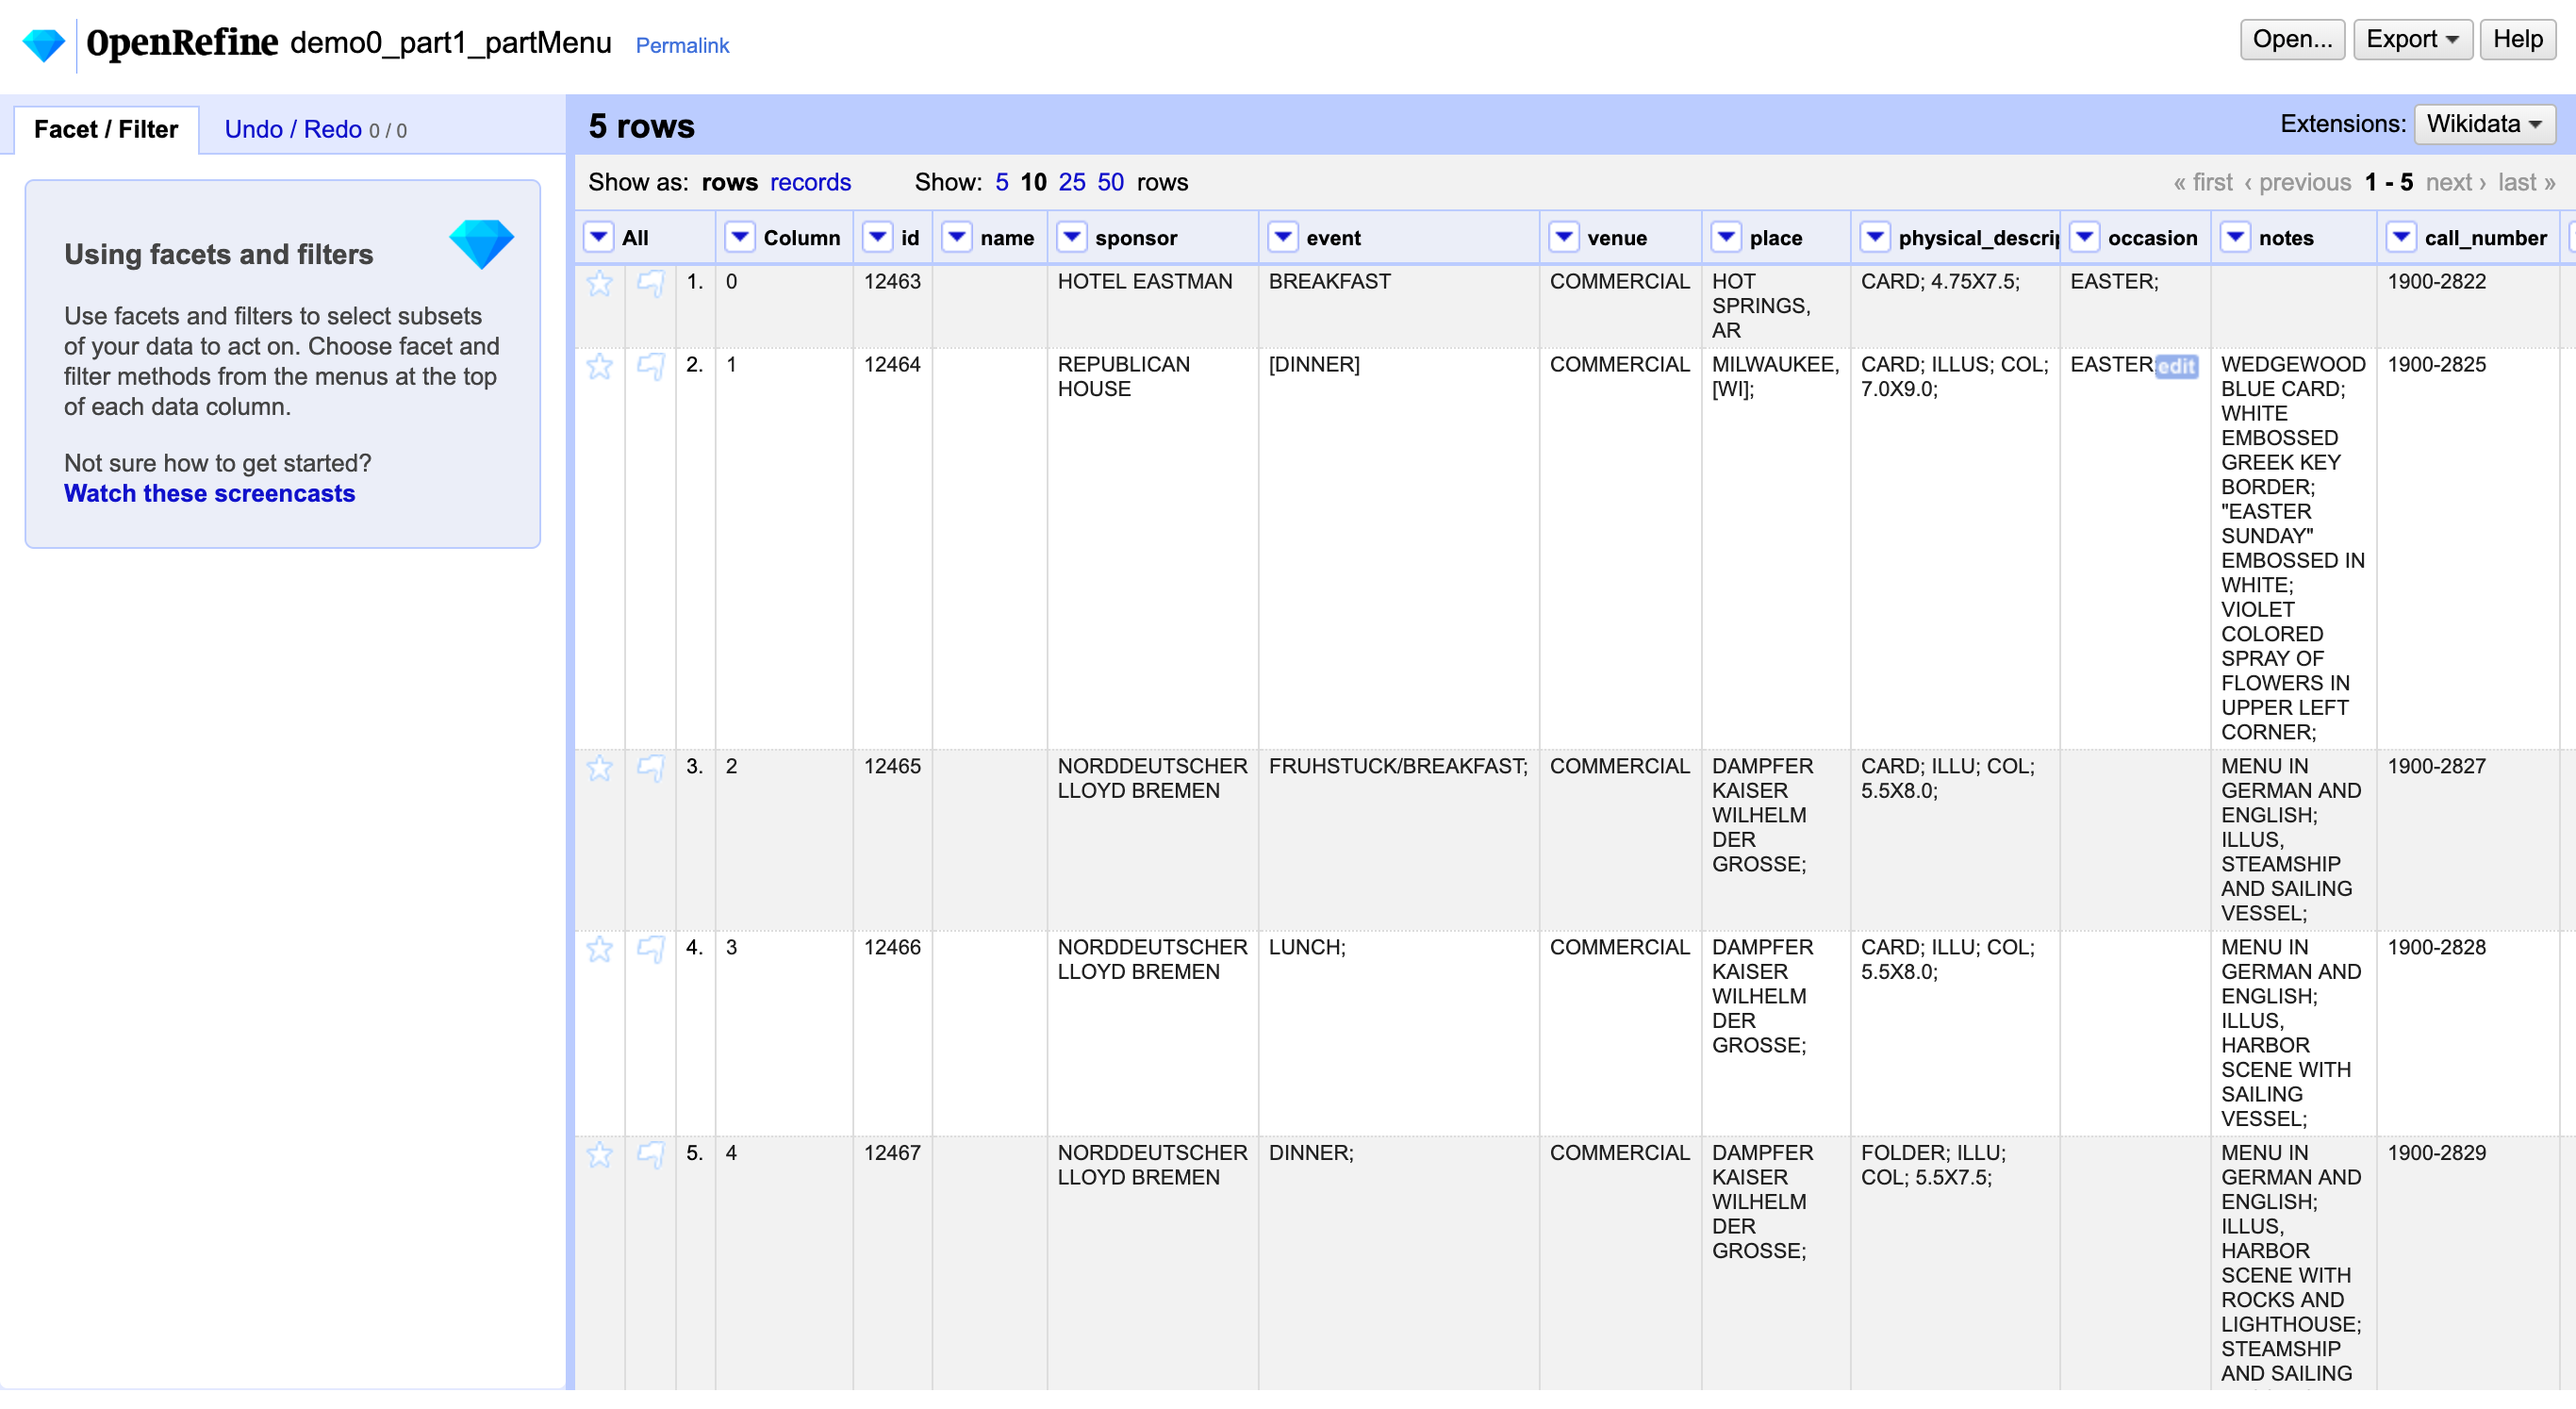 OpenRefine demo0_part1_partMenu Permalink Open... Export Help
Facet / Filter Undo / Redo 0 / 0
5 rows Extensions: Wikidata
Show as: rows records Show: 5 10 25 50 rows « first ‹ previous 1 - 5 next › last »
Using facets and filters
Use facets and filters to select subsets
of your data to act on. Choose facet and
filter methods from the menus at the top
of each data column.
Not sure how to get started?
Watch these screencasts
All Column id name sponsor event venue place physical_descrip occasion notes call_number
1. 0 12463 HOTEL EASTMAN BREAKFAST COMMERCIAL HOT CARD; 4.75X7.5; EASTER; 1900-2822
SPRINGS,
AR
2. 1 12464 REPUBLICAN [DINNER] COMMERCIAL MILWAUKEE, CARD; ILLUS; COL; EASTER edit WEDGEWOOD 1900-2825
HOUSE [WI]; 7.0X9.0; BLUE CARD;
WHITE
EMBOSSED
GREEK KEY
BORDER;
"EASTER
SUNDAY"
EMBOSSED IN
WHITE;
VIOLET
COLORED
SPRAY OF
FLOWERS IN
UPPER LEFT
CORNER;
3. 2 12465 NORDDEUTSCHER FRUHSTUCK/BREAKFAST; COMMERCIAL DAMPFER CARD; ILLU; COL; MENU IN 1900-2827
LLOYD BREMEN KAISER 5.5X8.0; GERMAN AND
WILHELM ENGLISH;
DER ILLUS,
GROSSE; STEAMSHIP
AND SAILING
VESSEL;
4. 3 12466 NORDDEUTSCHER LUNCH; COMMERCIAL DAMPFER CARD; ILLU; COL; MENU IN 1900-2828
LLOYD BREMEN KAISER 5.5X8.0; GERMAN AND
WILHELM ENGLISH;
DER ILLUS,
GROSSE; HARBOR
SCENE WITH
SAILING
VESSEL;
5. 4 12467 NORDDEUTSCHER DINNER; COMMERCIAL DAMPFER FOLDER; ILLU; MENU IN 1900-2829
LLOYD BREMEN KAISER COL; 5.5X7.5; GERMAN AND
WILHELM ENGLISH;
DER ILLUS,
GROSSE; HARBOR
SCENE WITH
ROCKS AND
LIGHTHOUSE;
STEAMSHIP
AND SAILING